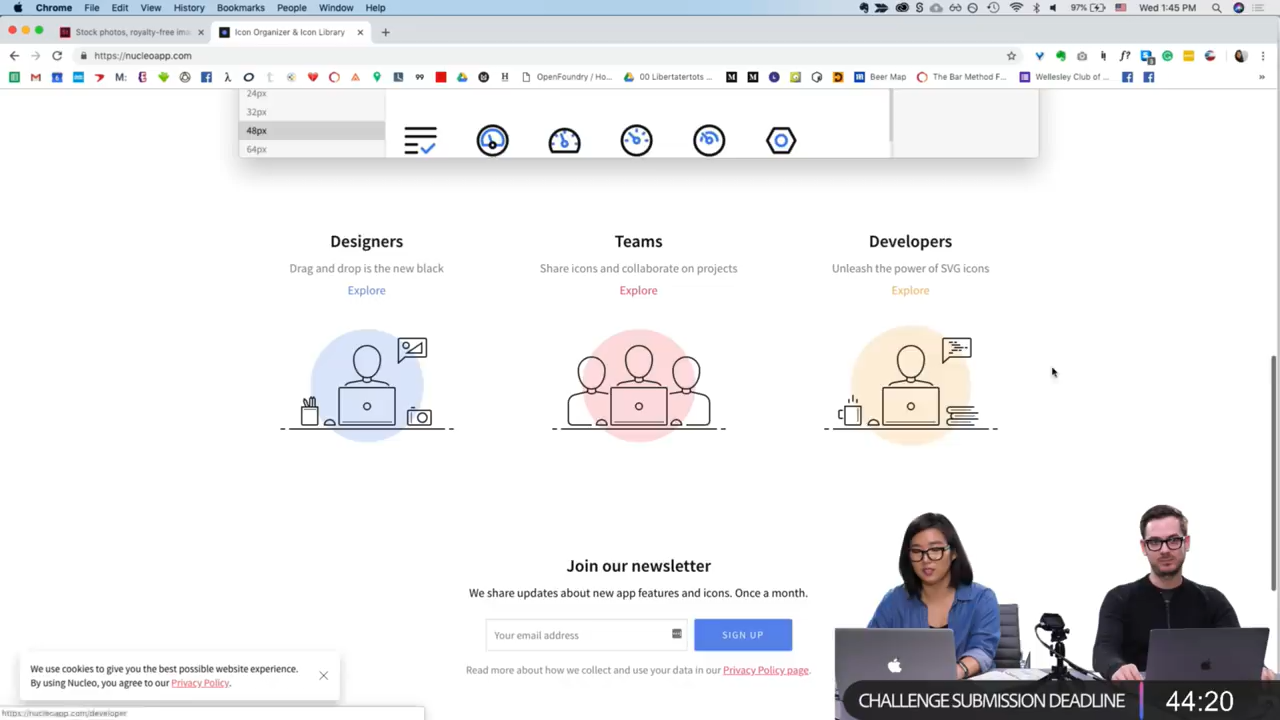 Chrome File Edit View History Bookmarks People Window Help
97% Wed 1:45 PM
Stock photos, royalty-free ima
Icon Organizer & Icon Library
https://nucleoapp.com
OpenFoundry / Ho...
00 Libertatertots ...
Beer Map
The Bar Method F...
Wellesley Club of ...
24px
32px
48px
64px
Designers
Drag and drop is the new black
Explore
Teams
Share icons and collaborate on projects
Explore
Developers
Unleash the power of SVG icons
Explore
Join our newsletter
We share updates about new app features and icons. Once a month.
Your email address
SIGN UP
Read more about how we collect and use your data in our Privacy Policy page.
We use cookies to give you the best possible website experience.
By using Nucleo, you agree to our Privacy Policy.
https://nucleoapp.com/developer
CHALLENGE SUBMISSION DEADLINE
44:20